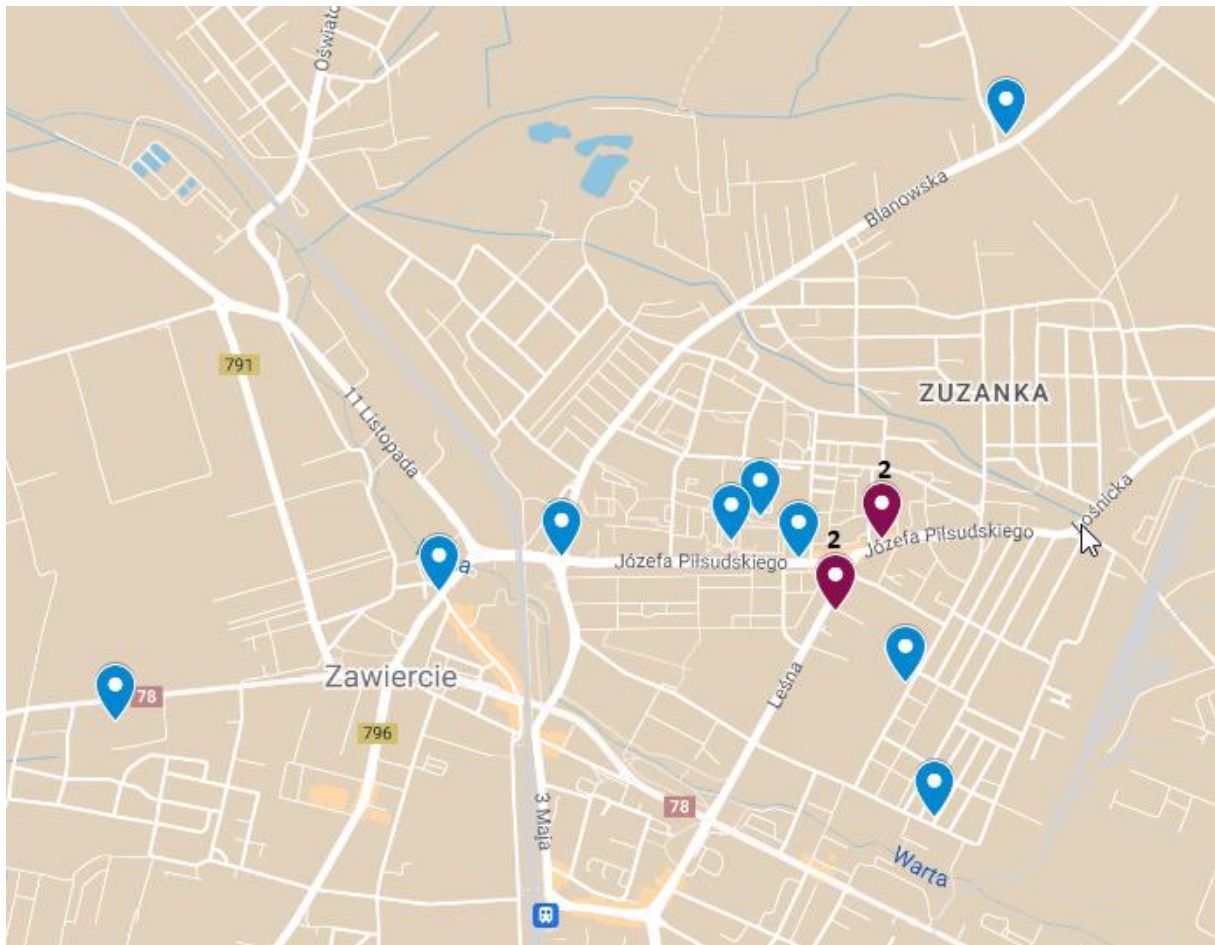 Oświato
Blanowska
791
11 Listopada
ZUZANKA
Łośnicka
2
2
Józefa Piłsudskiego
Józefa Piłsudskiego
a
Zawiercie
78
796
Leśna
78
3 Maja
Warta